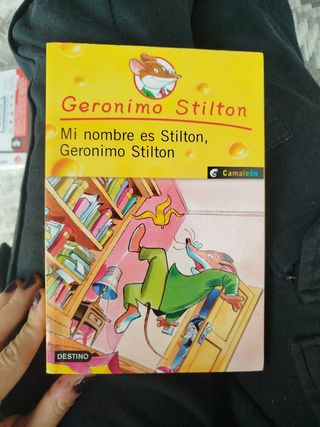 Geronimo Stilton
Mi nombre es Stilton,
Geronimo Stilton
Camaleón
DESTINO